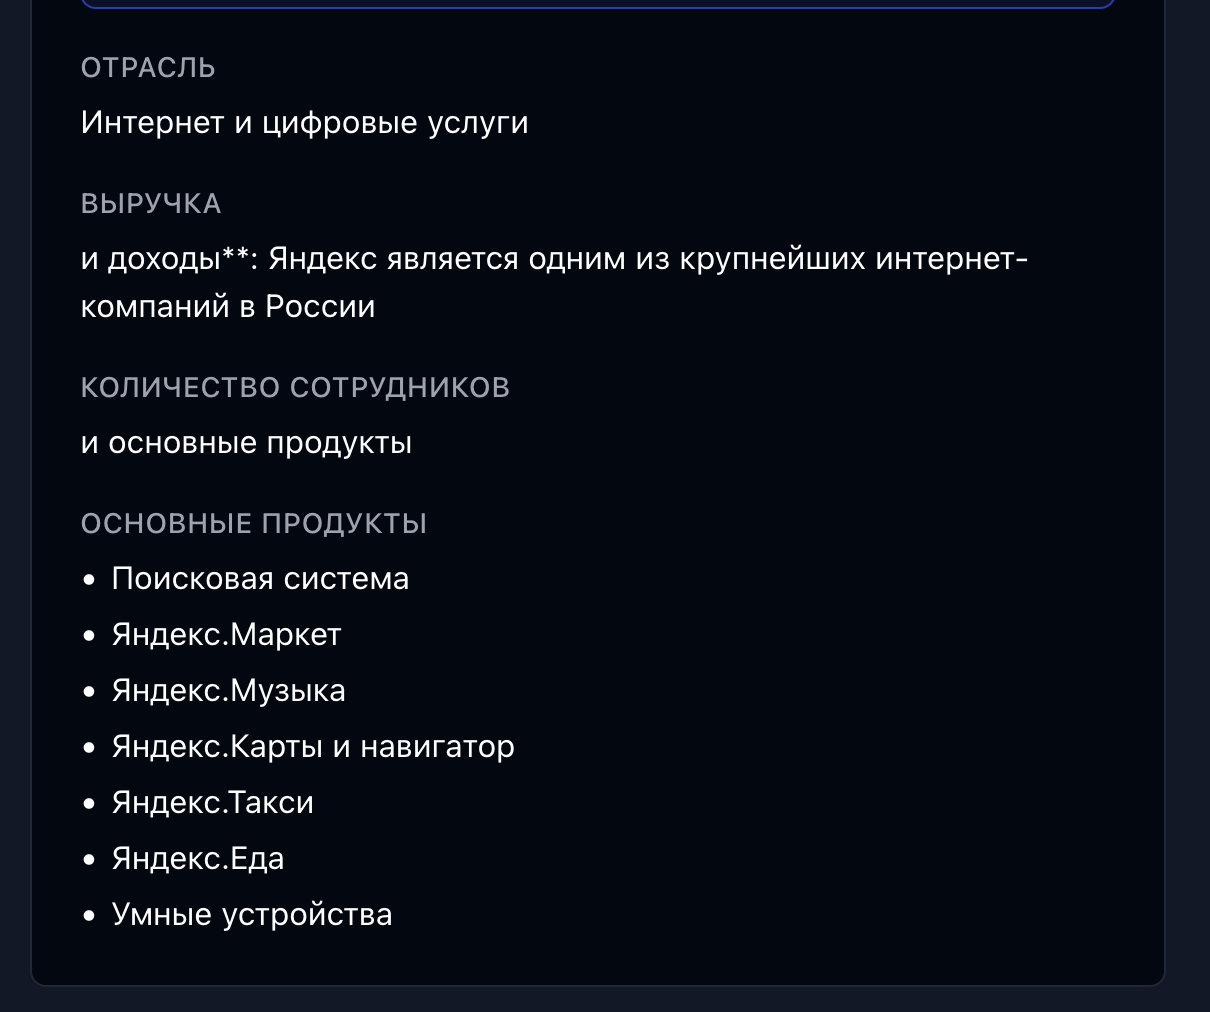 ОТРАСЛЬ
Интернет и цифровые услуги
ВЫРУЧКА
и доходы**: Яндекс является одним из крупнейших интернет-
компаний в России
КОЛИЧЕСТВО СОТРУДНИКОВ
и основные продукты
ОСНОВНЫЕ ПРОДУКТЫ
• Поисковая система
• Яндекс.Маркет
• Яндекс.Музыка
• Яндекс.Карты и навигатор
• Яндекс.Такси
• Яндекс.Еда
• Умные устройства